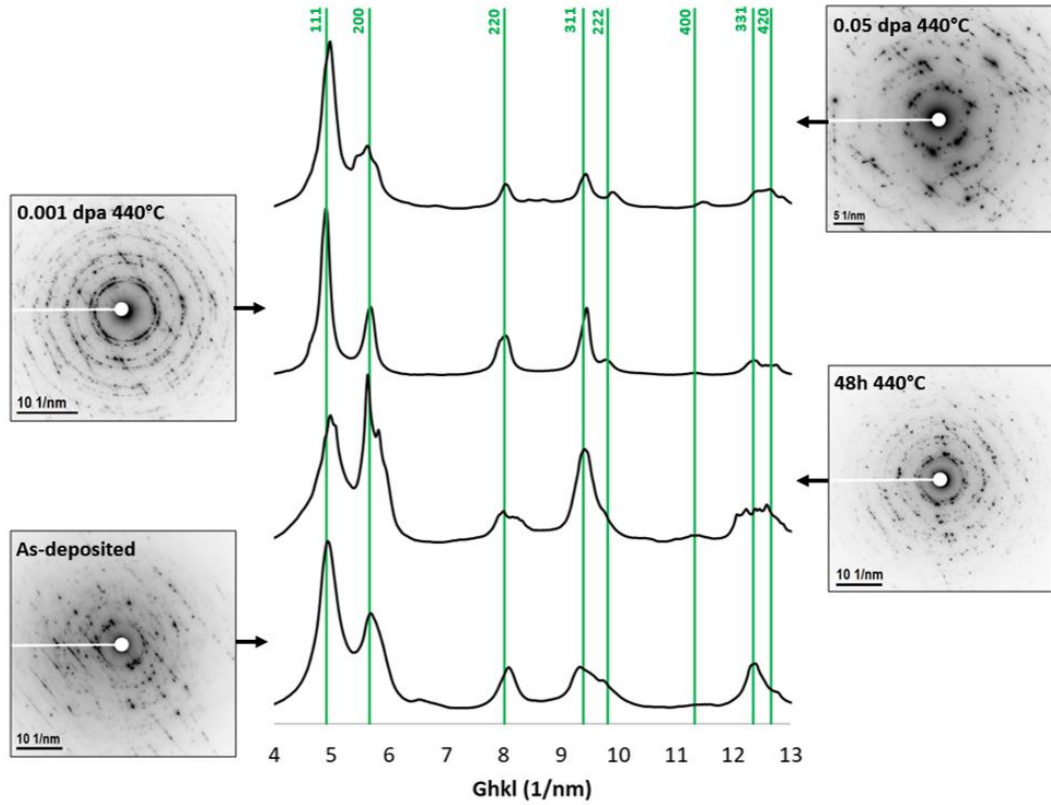 111
200
220
311
222
400
331
420
0.05 dpa 440°C
5 1/nm
0.001 dpa 440°C
10 1/nm
48h 440°C
10 1/nm
As-deposited
10 1/nm
4 5 6 7 8 9 10 11 12 13
Ghkl (1/nm)